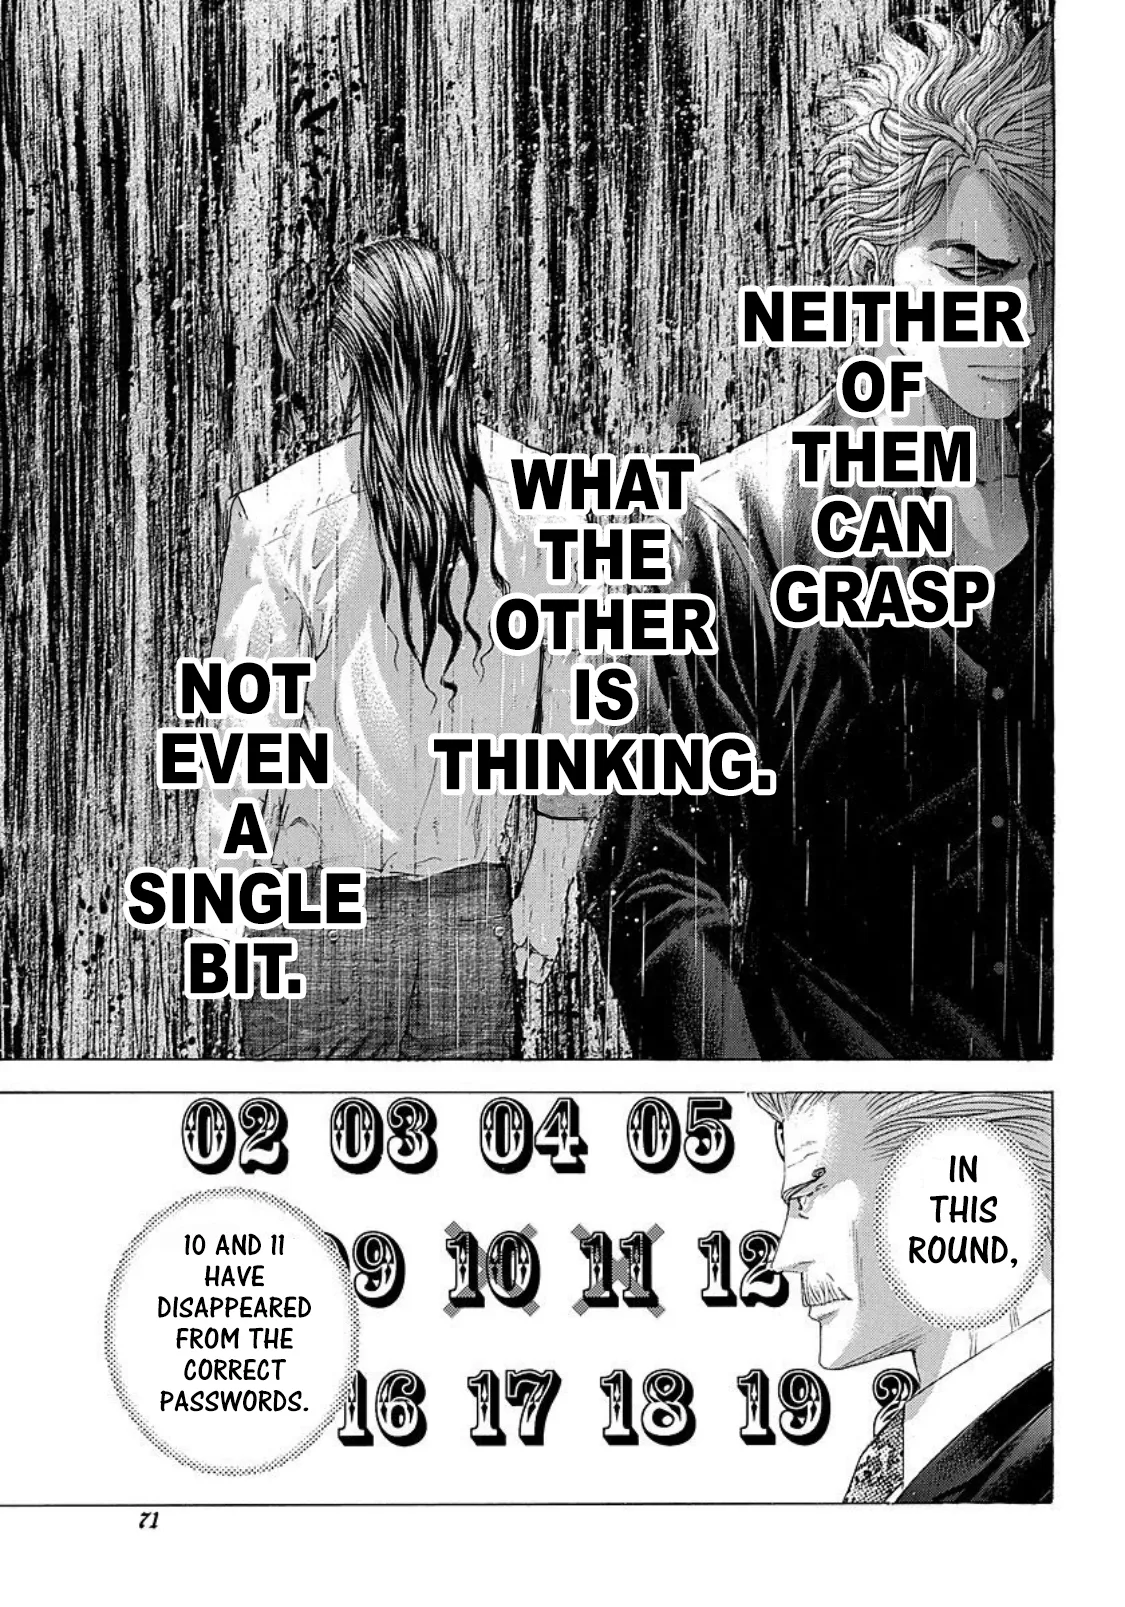 NEITHER
OF
THEM
CAN
GRASP
WHAT
THE
OTHER
IS
THINKING.
NOT
EVEN
A
SINGLE
BIT.
IN
THIS
ROUND,
02 03 04 05
09 10 11 12
16 17 18 19 2
10 AND 11
HAVE
DISAPPEARED
FROM THE
CORRECT
PASSWORDS.
71